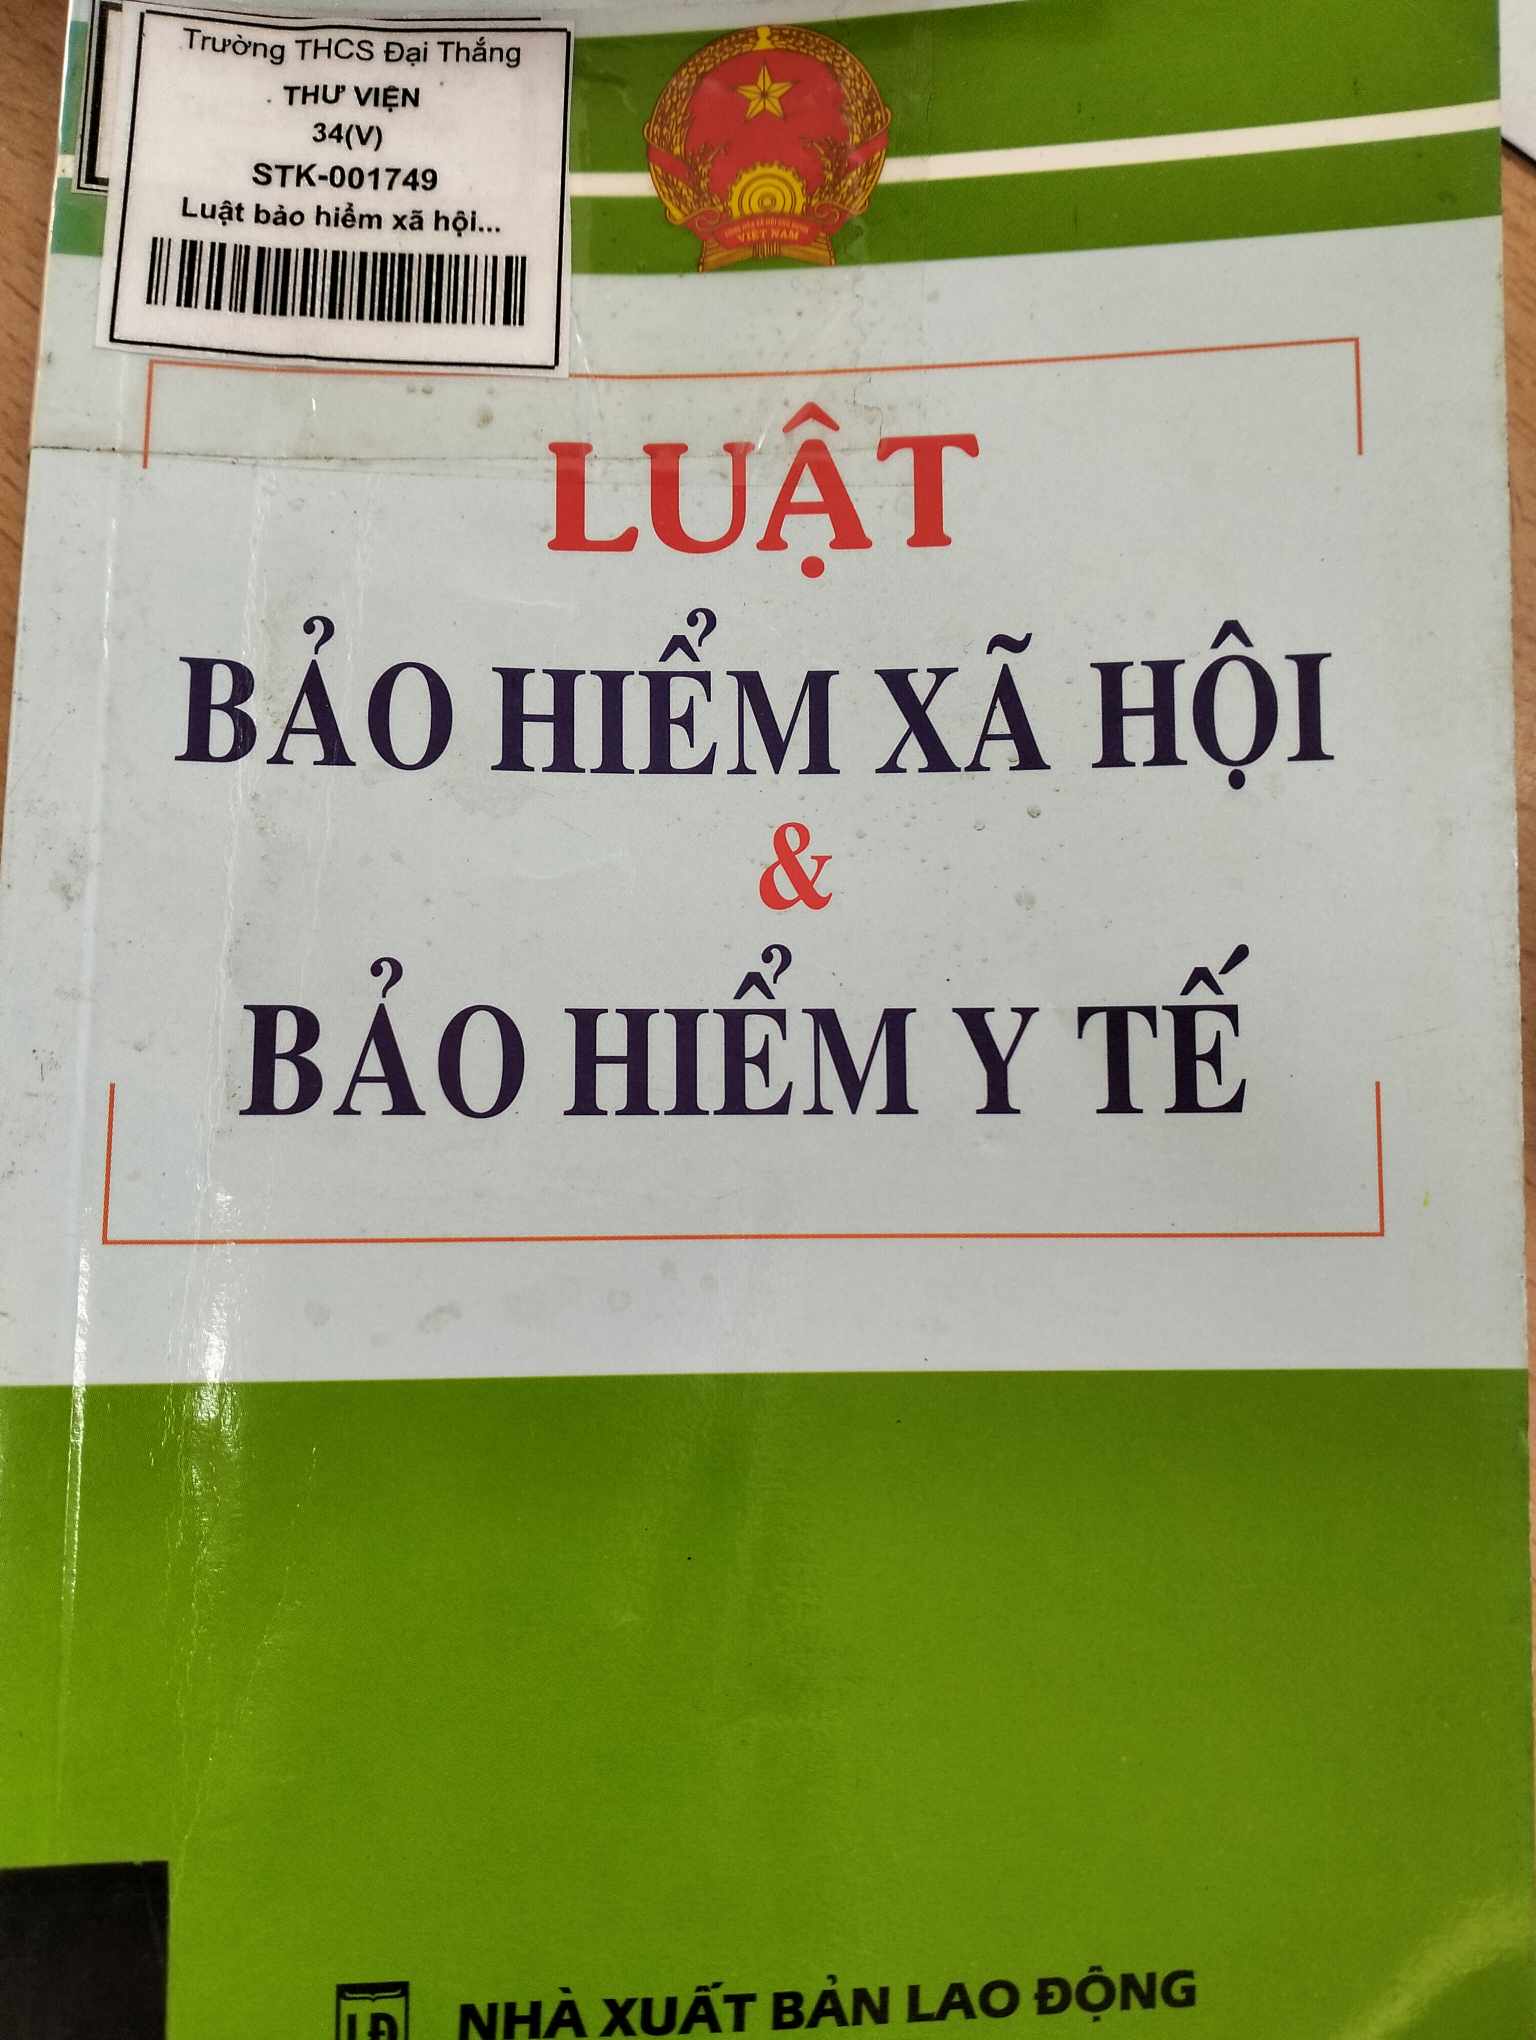 Trường THCS Đại Thắng
THƯ VIỆN
34(V)
STK-001749
Luật bảo hiểm xã hội...
VIỆT NAM
LUẬT
BẢO HIỂM XÃ HỘI
&
BẢO HIỂM Y TẾ
LĐ
NHÀ XUẤT BẢN LAO ĐỘNG